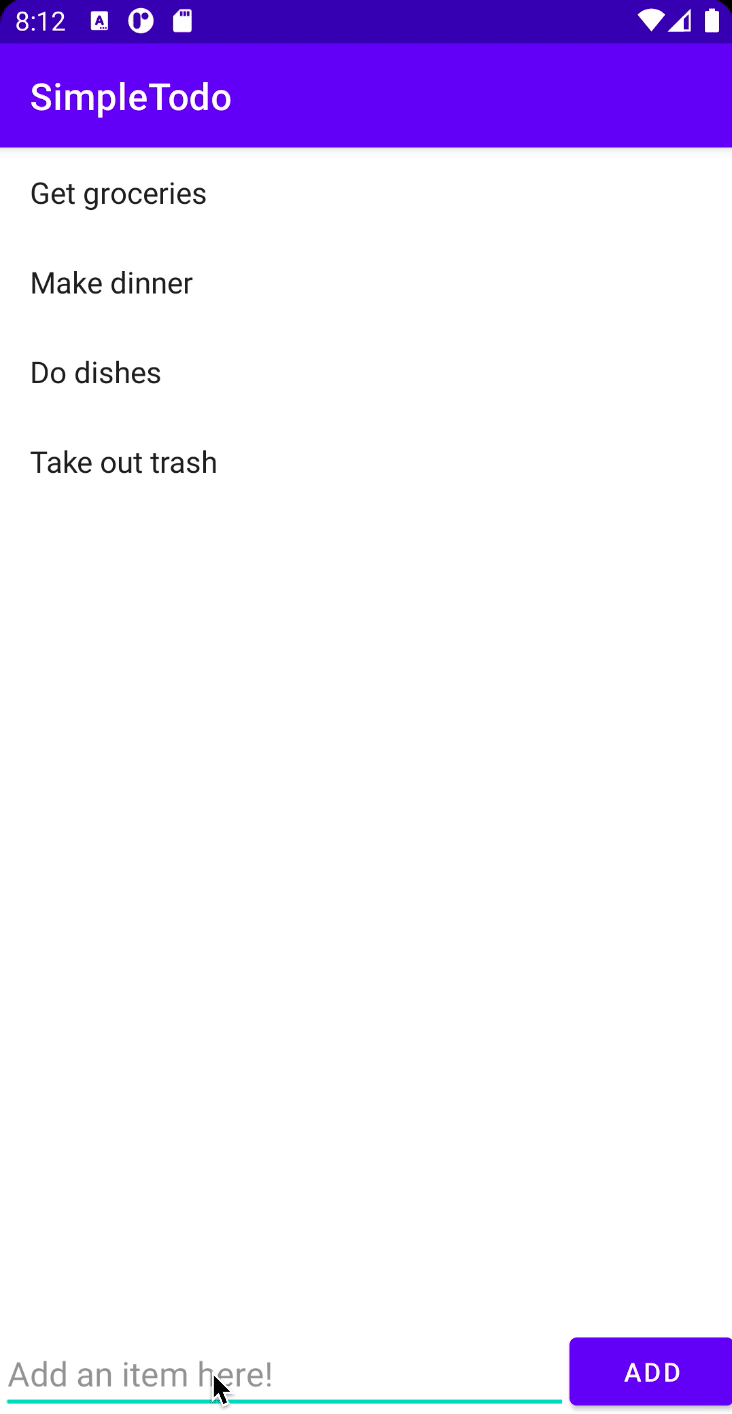 8:12
SimpleTodo
Get groceries
Make dinner
Do dishes
Take out trash
Add an item here!
ADD